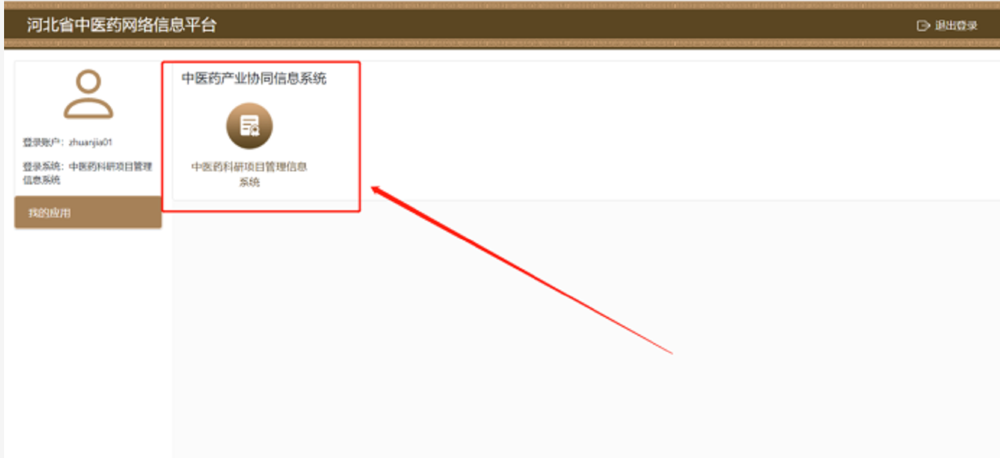 河北省中医药网络信息平台
退出登录
登录账户：zhuanjia01
登录系统：中医药科研项目管理
信息系统
我的应用
中医药产业协同信息系统
中医药科研项目管理信息
系统